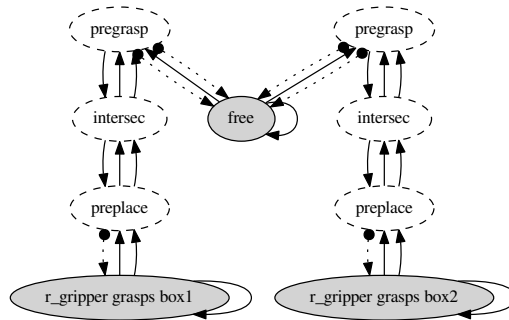 pregrasp
pregrasp
free
intersec
intersec
preplace
preplace
r_gripper grasps box1
r_gripper grasps box2